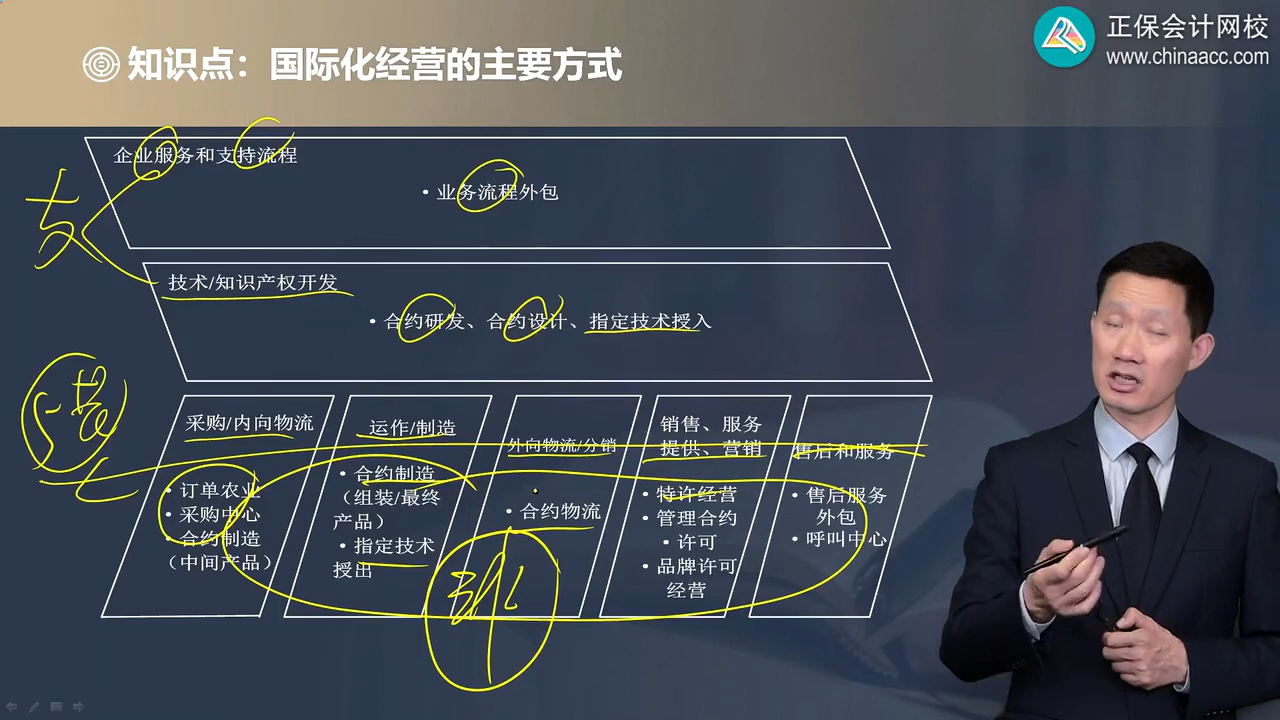 正保会计网校
www.chinaacc.com
知识点：国际化经营的主要方式
企业服务和支持流程
• 业务流程外包
支
技术/知识产权开发
• 合约研发、合约设计、指定技术授入
采购/内向物流
• 订单农业
• 采购中心
• 合约制造
（中间产品）
运作/制造
• 合约制造
（组装/最终
产品）
• 指定技术
授出
外向物流/分销
• 合约物流
销售、服务
提供、营销
• 特许经营
• 管理合约
• 许可
• 品牌许可
经营
售后和服务
• 售后服务
外包
• 呼叫中心